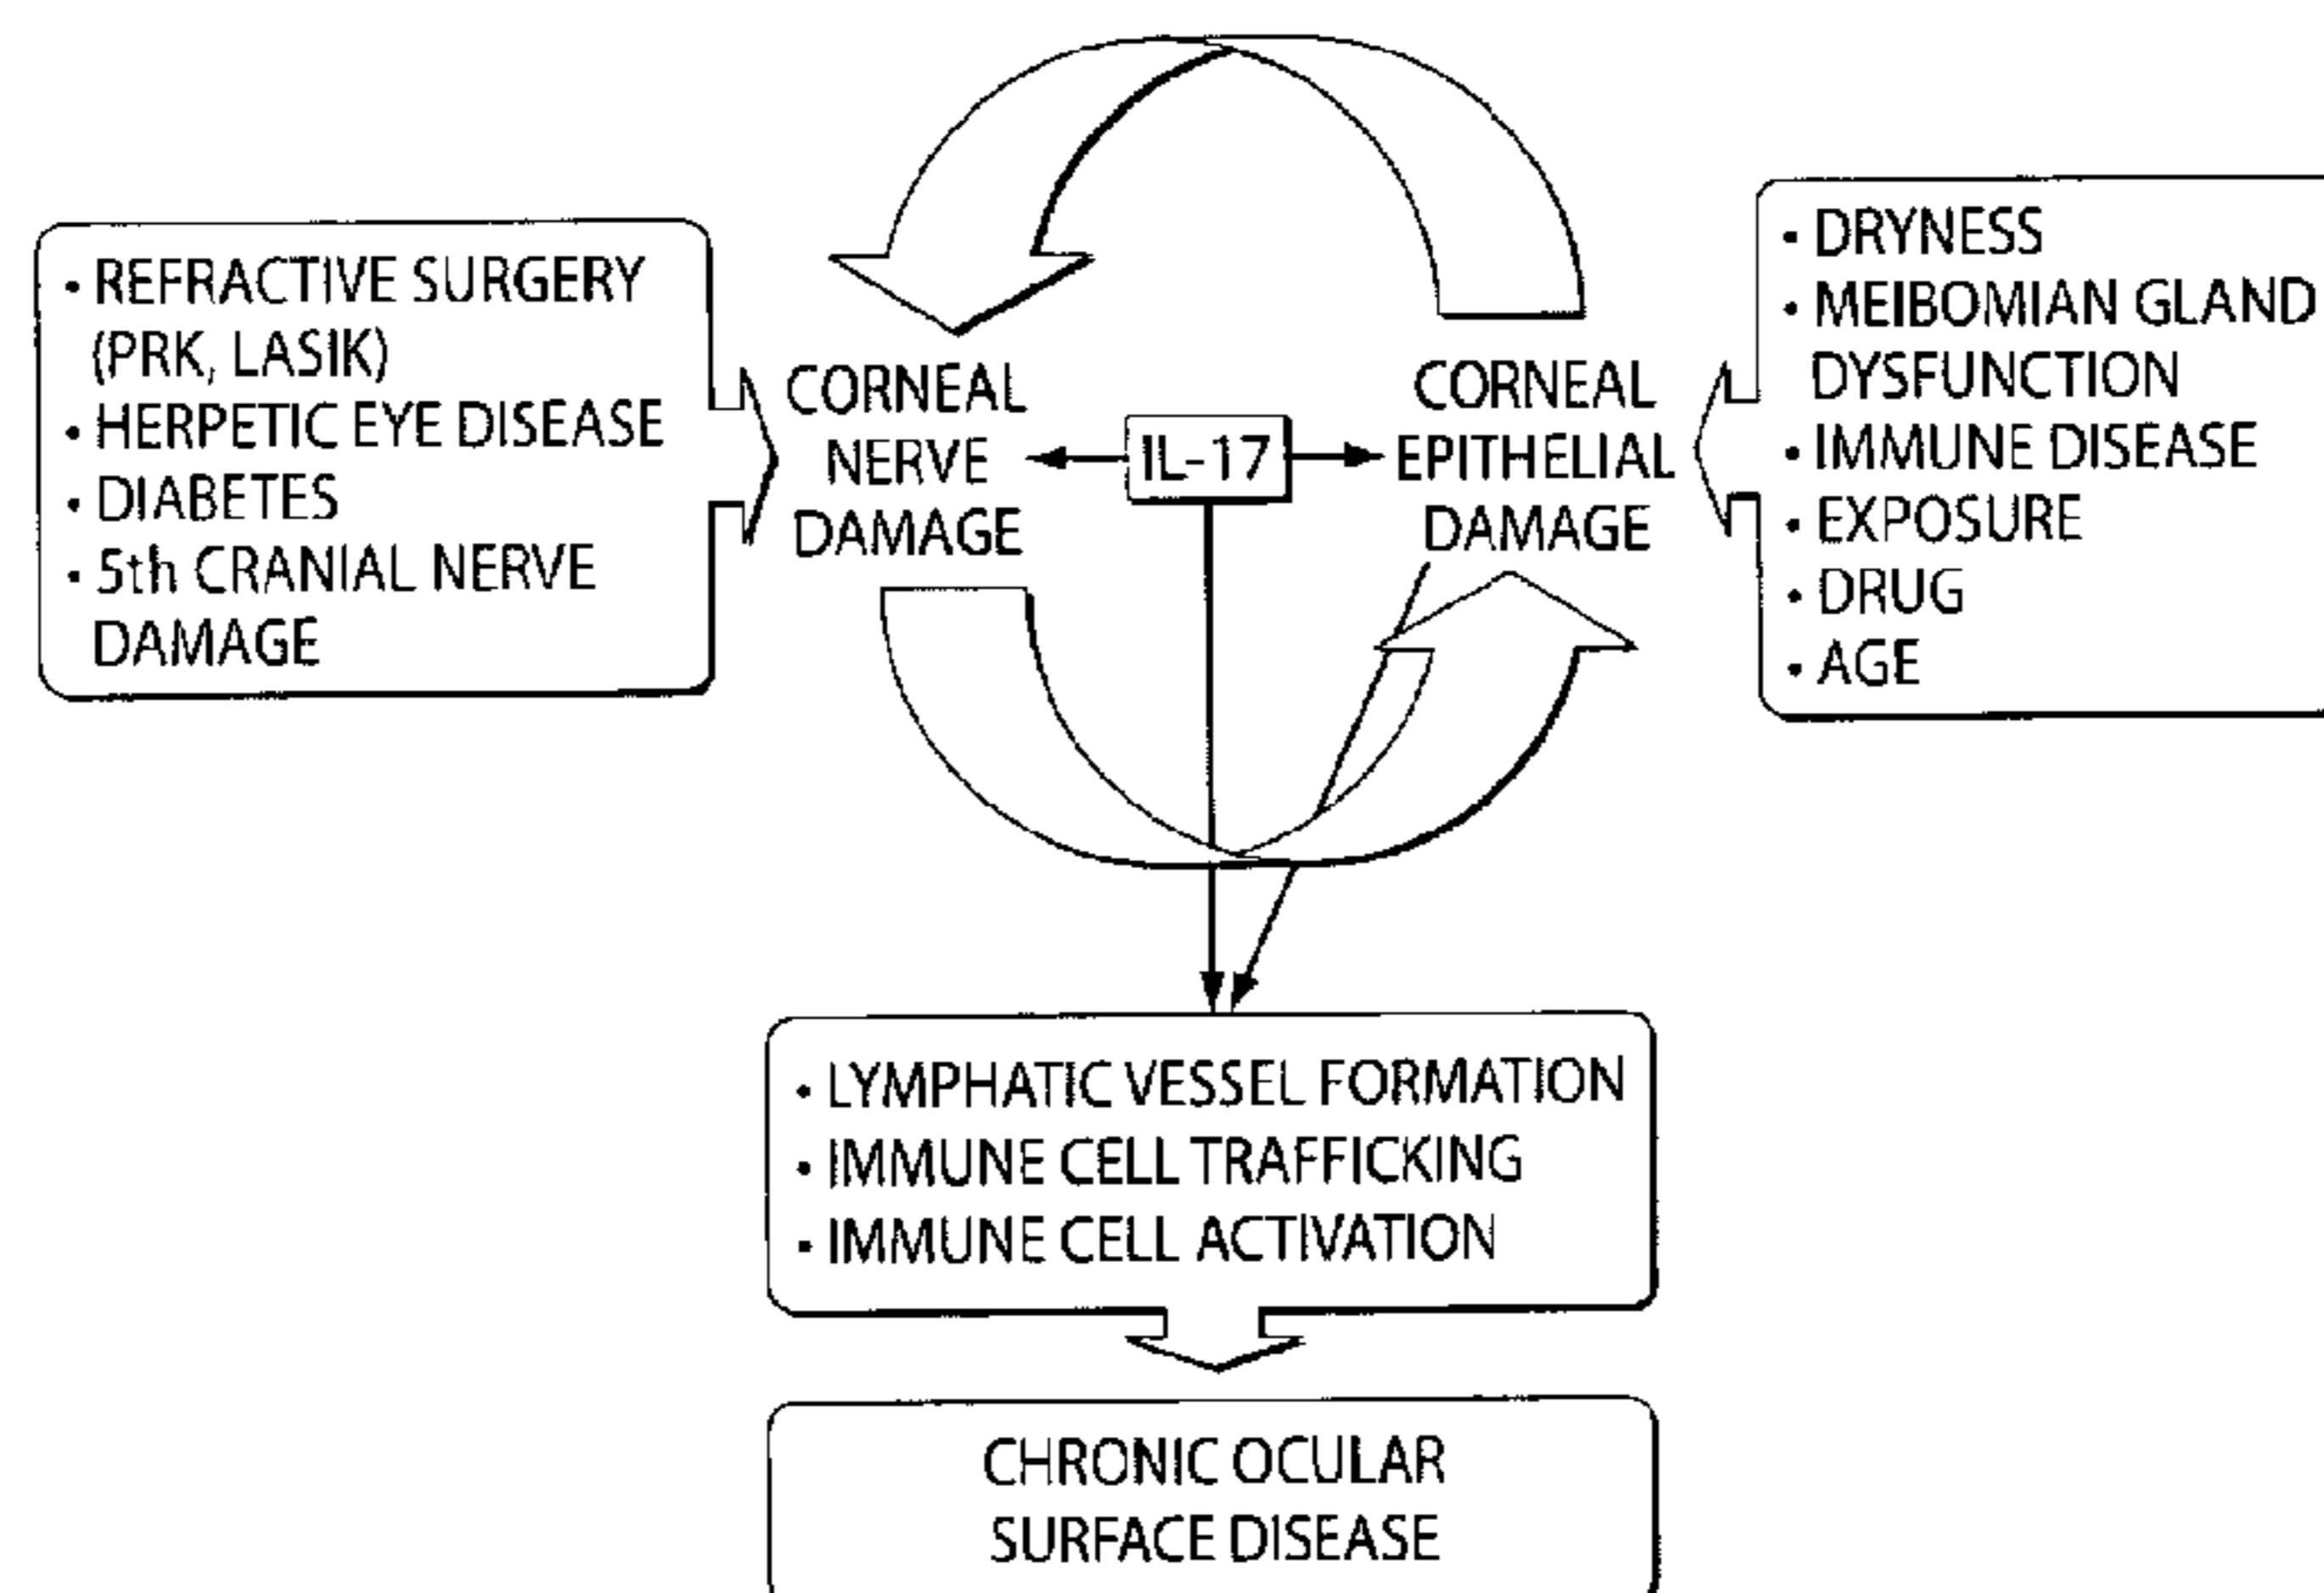 • REFRACTIVE SURGERY
(PRK, LASIK)
• HERPETIC EYE DISEASE
• DIABETES
• 5th CRANIAL NERVE
DAMAGE
CORNEAL
NERVE
DAMAGE
IL-17
CORNEAL
EPITHELIAL
DAMAGE
• DRYNESS
• MEIBOMIAN GLAND
DYSFUNCTION
• IMMUNE DISEASE
• EXPOSURE
• DRUG
• AGE
• LYMPHATIC VESSEL FORMATION
• IMMUNE CELL TRAFFICKING
• IMMUNE CELL ACTIVATION
CHRONIC OCULAR
SURFACE DISEASE